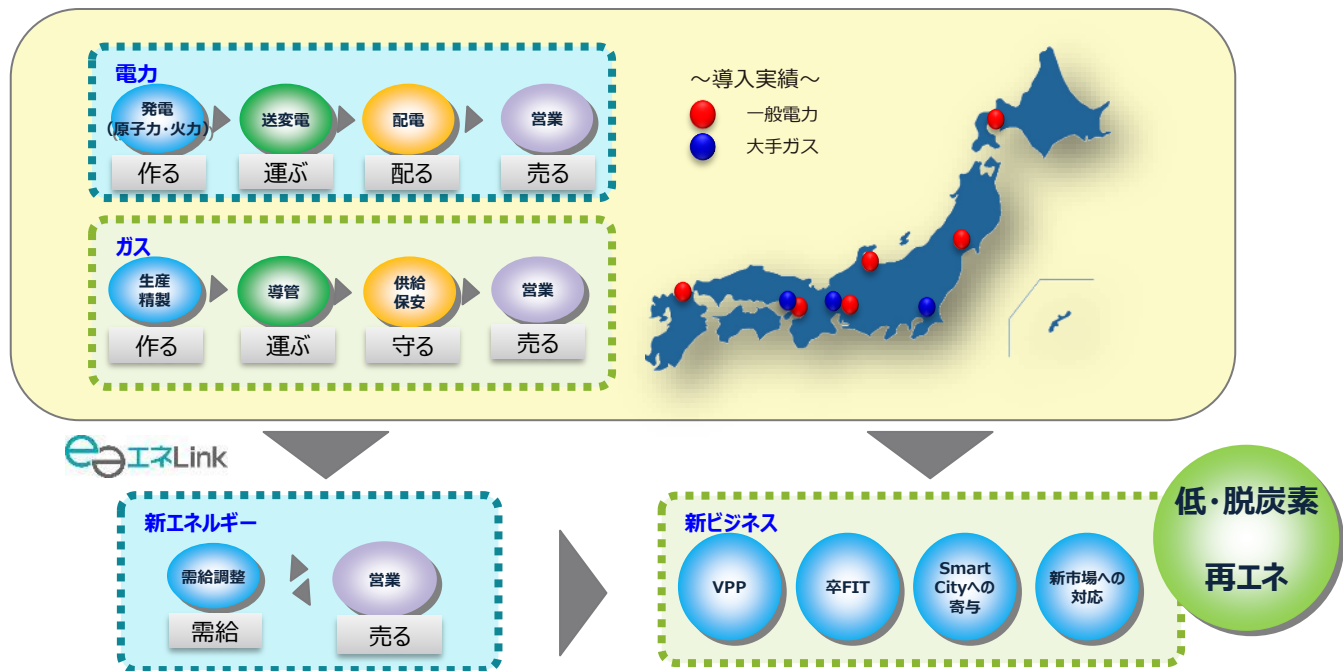 電力
発電
(原子力・火力)
送変電
配電
営業
作る
運ぶ
配る
売る
ガス
生産
精製
導管
供給
保安
営業
作る
運ぶ
守る
売る
～導入実績～
一般電力
大手ガス
エネLink
新エネルギー
需給調整
営業
需給
売る
新ビジネス
VPP
卒FIT
Smart
Cityへの
寄与
新市場への
対応
低・脱炭素
再エネ